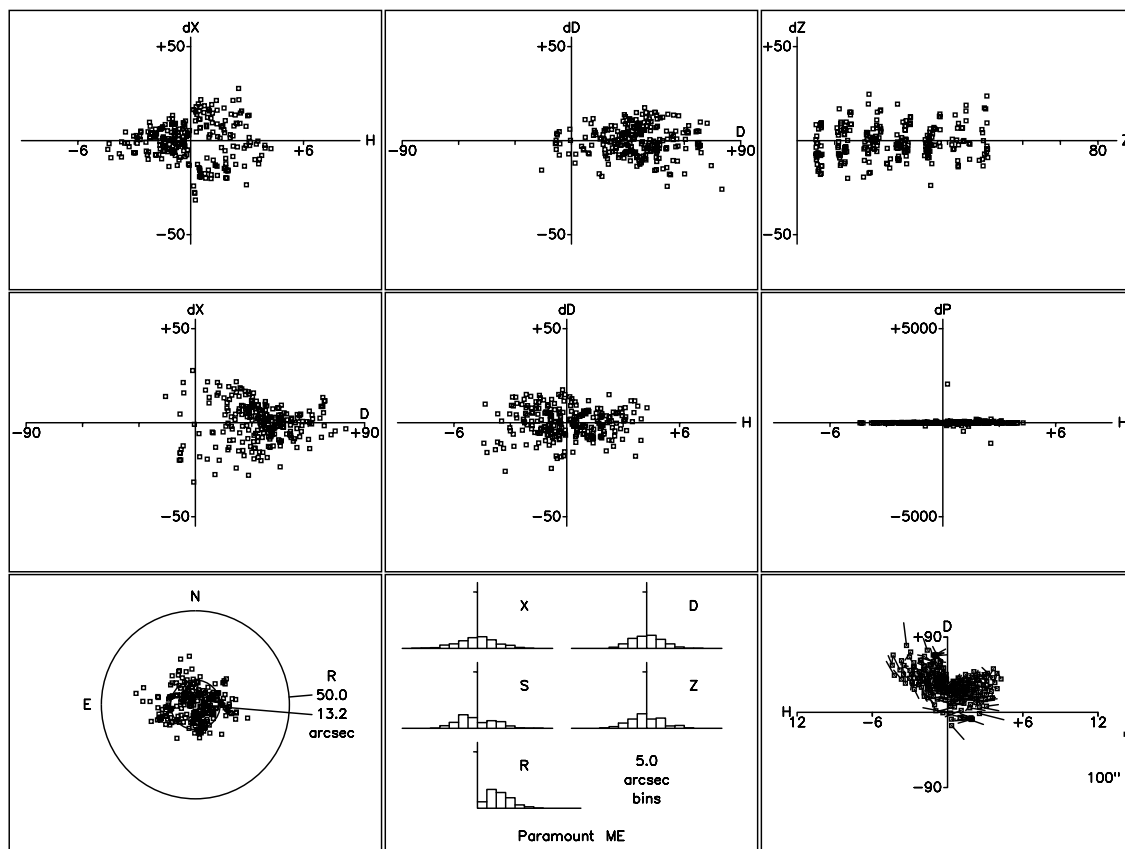 dX
+50
H
−6
+6
−50
dD
+50
D
−90
+90
−50
dZ
+50
80
Z
−50
dX
+50
D
−90
+90
−50
dD
+50
H
−6
+6
−50
dP
+5000
H
−6
+6
−5000
N
E
R
50.0
13.2
arcsec
X
D
S
Z
R
5.0
arcsec
bins
Paramount ME
D
+90
H
12
−6
+6
12
−90
100"